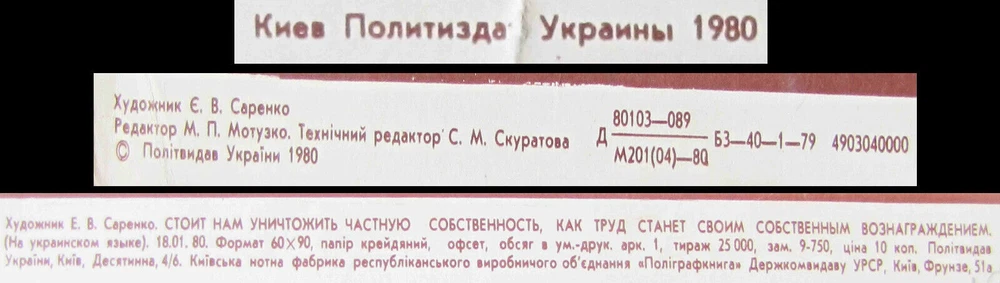 Киев Политизда Украины 1980
Художник Є. В. Саренко
Редактор М. П. Мотузко. Технічний редактор С. М. Скуратова
© Політвидав України 1980
Д 80103—089
М201(04)—80 БЗ—40—1—79 4903040000
Художник Е. В. Саренко. СТОИТ НАМ УНИЧТОЖИТЬ ЧАСТНУЮ СОБСТВЕННОСТЬ, КАК ТРУД СТАНЕТ СВОИМ СОБСТВЕННЫМ ВОЗНАГРАЖДЕНИЕМ.
(На украинском языке). 18.01. 80. Формат 60×90, папір крейдяний, офсет, обсяг в ум.-друк. арк. 1, тираж 25 000, зам. 9-750, ціна 10 коп. Політвидав
України, Київ, Десятинна, 4/6. Київська нотна фабрика республіканського виробничого об'єднання «Поліграфкнига» Держкомвидаву УРСР, Київ, Фрунзе, 51а